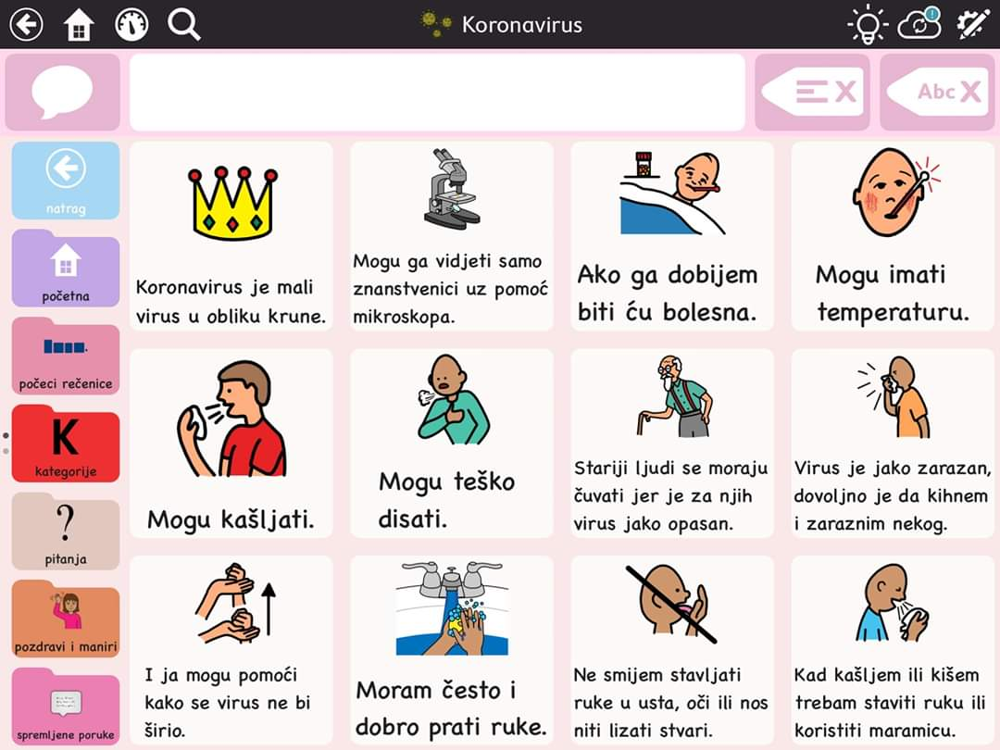 Koronavirus
Abc X
natrag
Koronavirus je mali
virus u obliku krune.
Mogu ga vidjeti samo
znanstvenici uz pomoć
mikroskopa.
Ako ga dobijem
biti ću bolesna.
Mogu imati
temperaturu.
početna
počeci rečenice
Mogu kašljati.
Mogu teško
disati.
Stariji ljudi se moraju
čuvati jer je za njih
virus jako opasan.
Virus je jako zarazan,
dovoljno je da kihnem
i zaraznim nekog.
K
kategorije
?
pitanja
I ja mogu pomoći
kako se virus ne bi
širio.
Moram često i
dobro prati ruke.
Ne smijem stavljati
ruke u usta, oči ili nos
niti lizati stvari.
Kad kašljem ili kišem
trebam staviti ruku ili
koristiti maramicu.
pozdravi i maniri
spremljene poruke